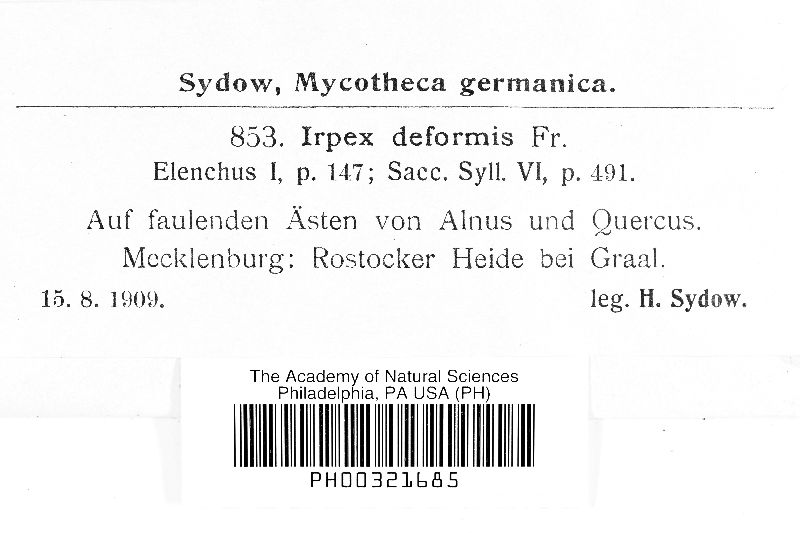 Sydow, Mycotheca germanica.
853. Irpex deformis Fr.
Elenchus I, p. 147; Sacc. Syll. VI, p. 491.
Auf faulenden Ästen von Alnus und Quercus.
Mecklenburg: Rostocker Heide bei Graal.
15. 8. 1909. leg. H. Sydow.
The Academy of Natural Sciences
Philadelphia, PA USA (PH)
PH00321685